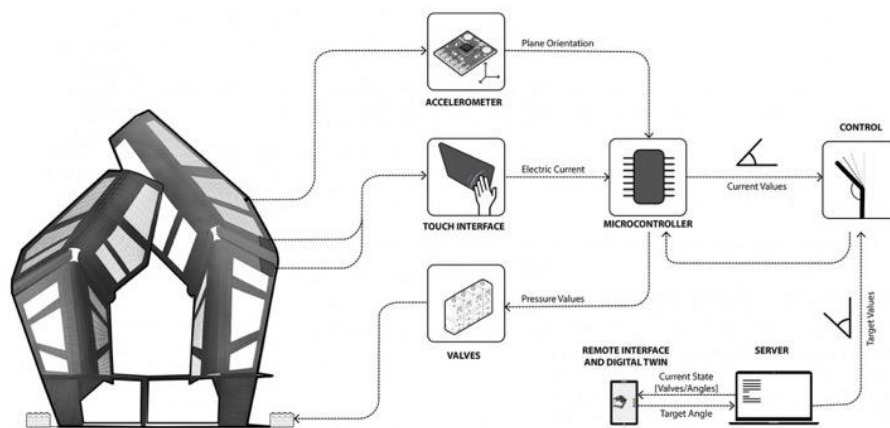 Plane Orientation
ACCELEROMETER
CONTROL
Electric Current
Current Values
TOUCH INTERFACE
MICROCONTROLLER
Pressure Values
VALVES
Target Values
REMOTE INTERFACE
AND DIGITAL TWIN
SERVER
Current State
[Valves/Angles]
Target Angle